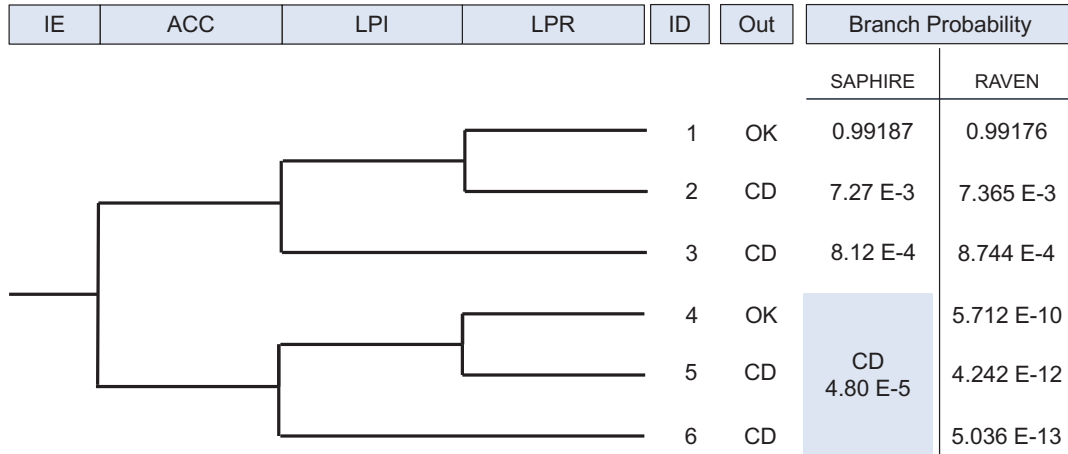 IE ACC LPI LPR ID Out Branch Probability
SAPHIRE RAVEN
1 OK 0.99187 0.99176
2 CD 7.27 E-3 7.365 E-3
3 CD 8.12 E-4 8.744 E-4
4 OK 5.712 E-10
5 CD CD 4.242 E-12
4.80 E-5
6 CD 5.036 E-13